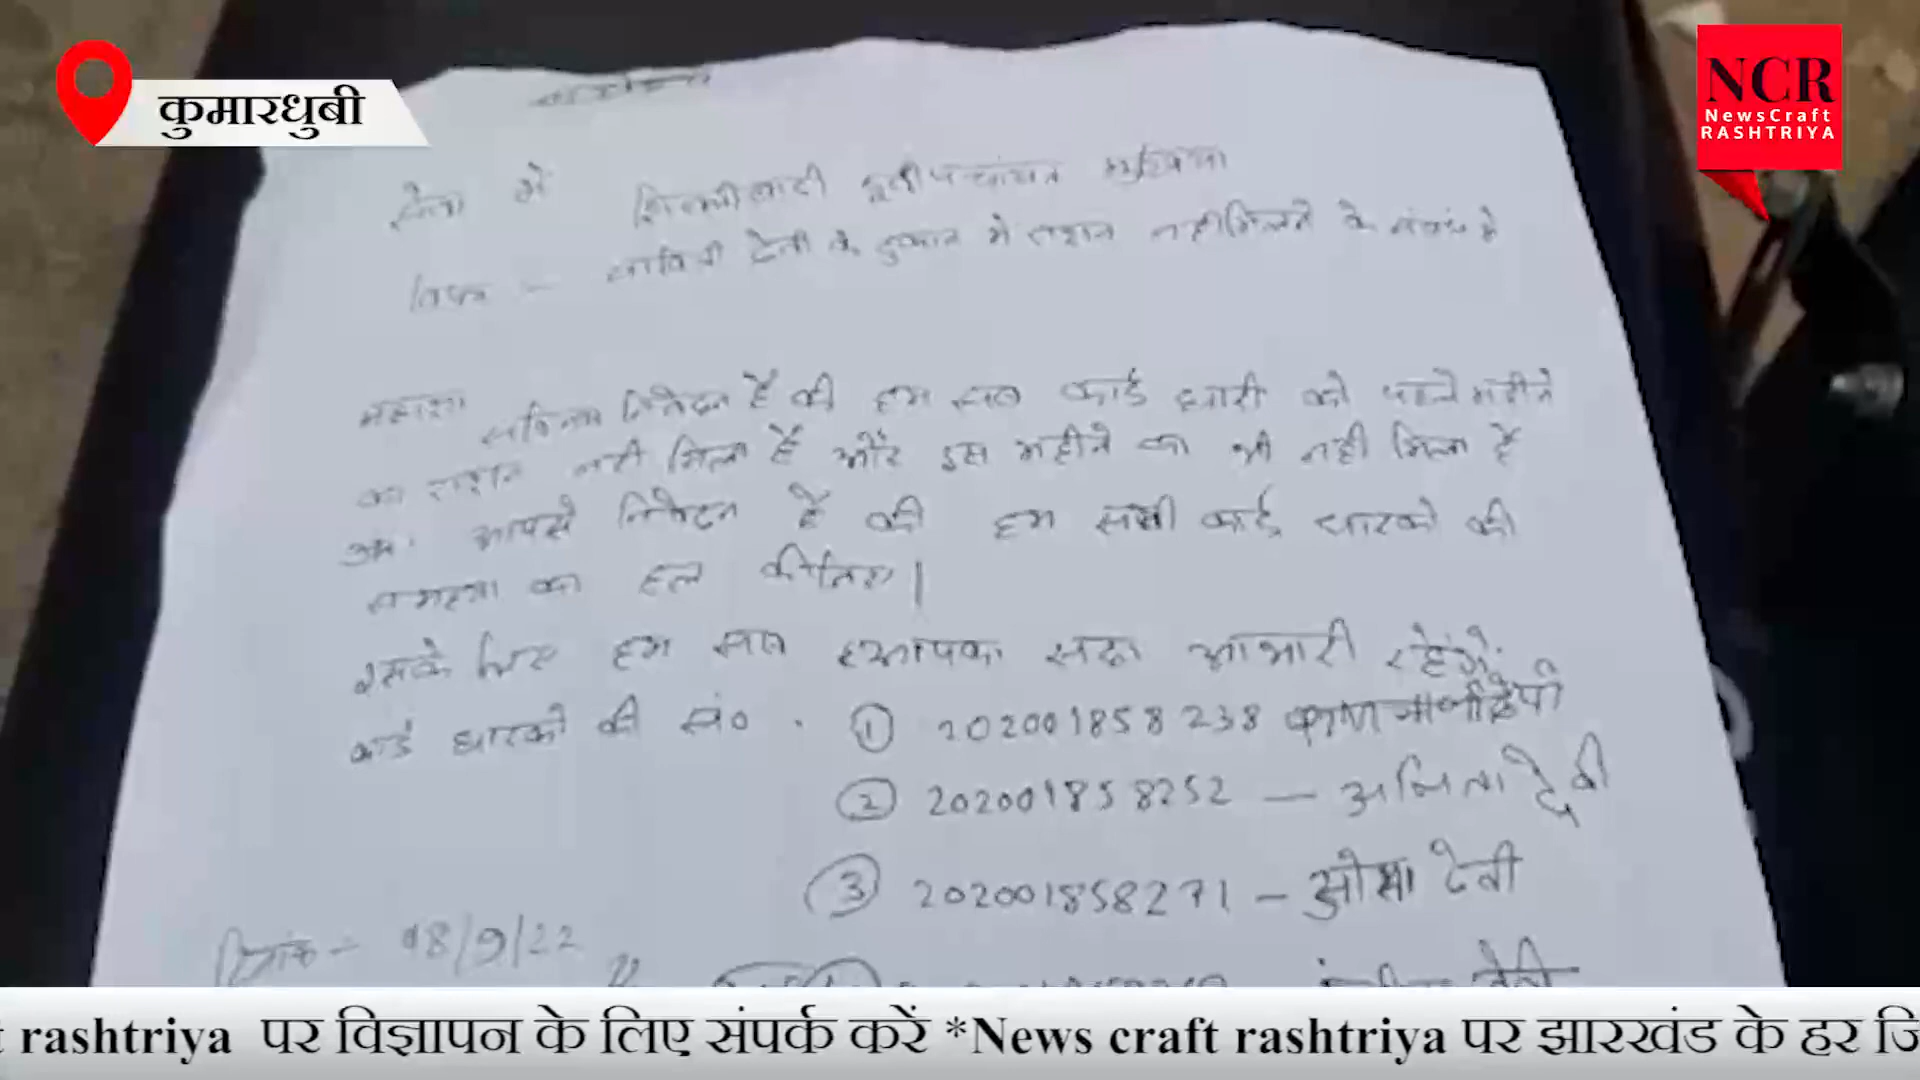 कुमारधुबी
NCR
NewsCraft
RASHTRIYA
सेवा में शिवलीबाड़ी पूर्वी पंचायत मुखिया
विषय - सावित्री देवी के दुकान में राशन नहीं मिलने के संबंध में
महाशय
सविनय निवेदन है की हम सब कार्ड धारी को पहले महीने
का राशन नही मिला है और इस महीने का भी नही मिला है
अतः आपसे निवेदन है की हम सभी कार्ड धारको की
समस्या का हल कीजिए।
इसके लिए हम सब आपका सदा आभारी रहेंगे
कार्ड धारको की सं० . ① 202001858238 देवी
② 202001858252 - अनिता देवी
③ 202001858271 - सोमा देवी
देवी
दिनांक - 18/9/22
rashtriya पर विज्ञापन के लिए संपर्क करें *News craft rashtriya पर झारखंड के हर जि